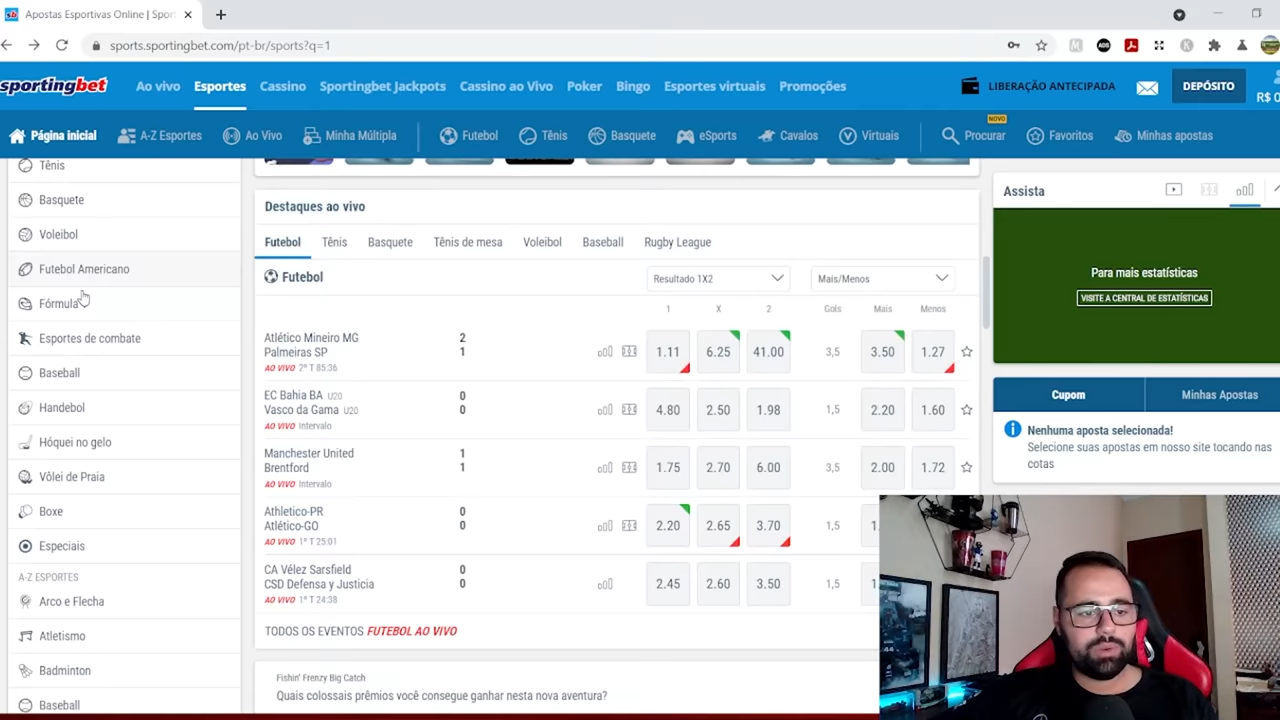 Apostas Esportivas Online | Spor
sports.sportingbet.com/pt-br/sports?q=1
ABP
sportingbet
Ao vivo
Esportes
Cassino
Sportingbet Jackpots
Cassino ao Vivo
Poker
Bingo
Esportes virtuais
Promoções
LIBERAÇÃO ANTECIPADA
DEPÓSITO
R$ 0
Página inicial
A-Z Esportes
Ao Vivo
Minha Múltipla
Futebol
Tênis
Basquete
eSports
Cavalos
Virtuais
NOVO
Procurar
Favoritos
Minhas apostas
Tênis
Basquete
Voleibol
Futebol Americano
Fórmula
Esportes de combate
Baseball
Handebol
Hóquei no gelo
Vôlei de Praia
Boxe
Especiais
A-Z ESPORTES
Arco e Flecha
Atletismo
Badminton
Baseball
Destaques ao vivo
Futebol
Tênis
Basquete
Tênis de mesa
Voleibol
Baseball
Rugby League
Futebol
Resultado 1X2
Mais/Menos
1 X 2 Gols Mais Menos
Atlético Mineiro MG 2
Palmeiras SP 1
AO VIVO 2º T 85:36
1.11 6.25 41.00 3,5 3.50 1.27
EC Bahia BA U20 0
Vasco da Gama U20 0
AO VIVO Intervalo
4.80 2.50 1.98 1,5 2.20 1.60
Manchester United 1
Brentford 1
AO VIVO Intervalo
1.75 2.70 6.00 3,5 2.00 1.72
Athletico-PR 0
Atlético-GO 0
AO VIVO 1º T 25:01
2.20 2.65 3.70 1,5 1.
CA Vélez Sarsfield 0
CSD Defensa y Justicia 0
AO VIVO 1º T 24:38
2.45 2.60 3.50 1,5 1.
TODOS OS EVENTOS FUTEBOL AO VIVO
Fishin' Frenzy Big Catch
Quais colossais prêmios você consegue ganhar nesta nova aventura?
Assista
Para mais estatísticas
VISITE A CENTRAL DE ESTATÍSTICAS
Cupom
Minhas Apostas
Nenhuma aposta selecionada!
Selecione suas apostas em nosso site tocando nas
cotas